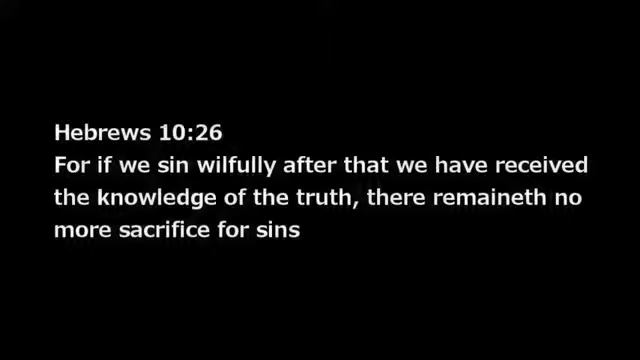 Hebrews 10:26
For if we sin wilfully after that we have received
the knowledge of the truth, there remaineth no
more sacrifice for sins